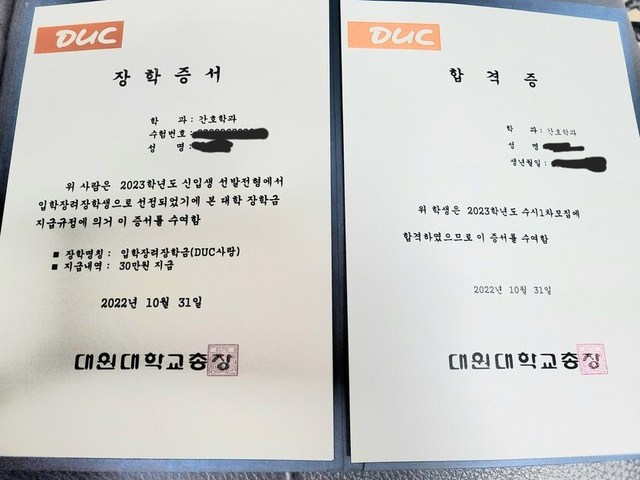 DUC
장학증서
학 과 : 간호학과
수험번호 :
성 명 :
위 사람은 2023학년도 신입생 선발전형에서
입학장려장학생으로 선정되었기에 본 대학 장학금
지급규정에 의거 이 증서를 수여함
■ 장학명칭 : 입학장려장학금(DUC사랑)
■ 지급내역 : 30만원 지급
2022년 10월 31일
대원대학교총장
DUC
합격증
학 과 : 간호학과
성 명
생년월일 :
위 학생은 2023학년도 수시1차모집에
합격하였으므로 이 증서를 수여함
2022년 10월 31일
대원대학교총장